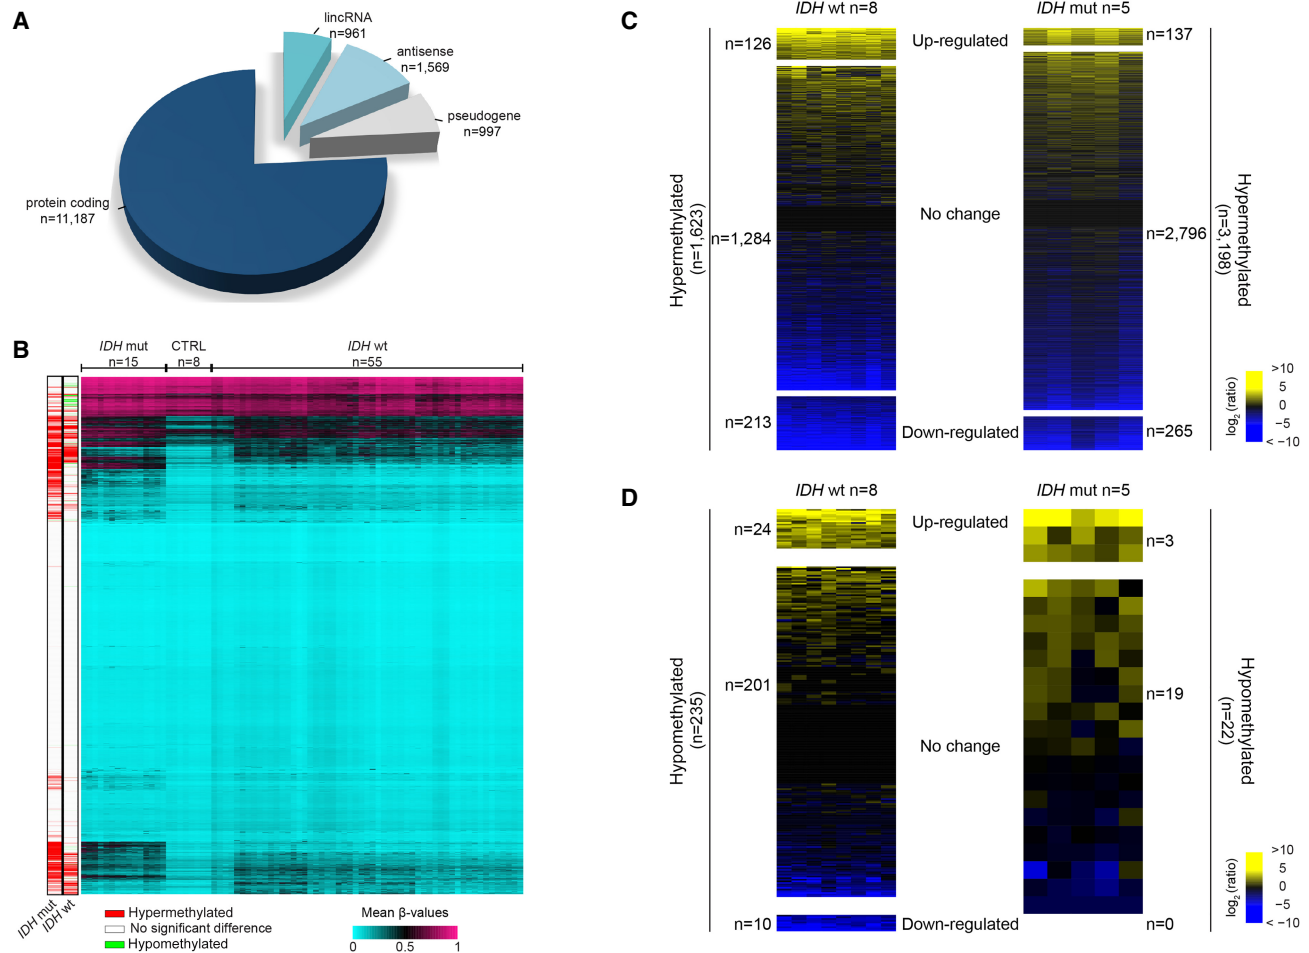 A
lincRNA
n=961
antisense
n=1,569
pseudogene
n=997
protein coding
n=11,187
B
IDH mut
n=15
CTRL
n=8
IDH wt
n=55
IDH mut
IDH wt
Hypermethylated
No significant difference
Hypomethylated
Mean β-values
0
0.5
1
C
IDH wt n=8
IDH mut n=5
Hypermethylated
(n=1,623)
n=126
Up-regulated
n=137
n=1,284
No change
n=2,796
n=213
Down-regulated
n=265
Hypermethylated
(n=3,198)
log2(ratio)
>10
5
0
−5
< −10
D
IDH wt n=8
IDH mut n=5
Hypomethylated
(n=235)
n=24
Up-regulated
n=3
n=201
No change
n=19
n=10
Down-regulated
n=0
Hypomethylated
(n=22)
log2(ratio)
>10
5
0
−5
< −10